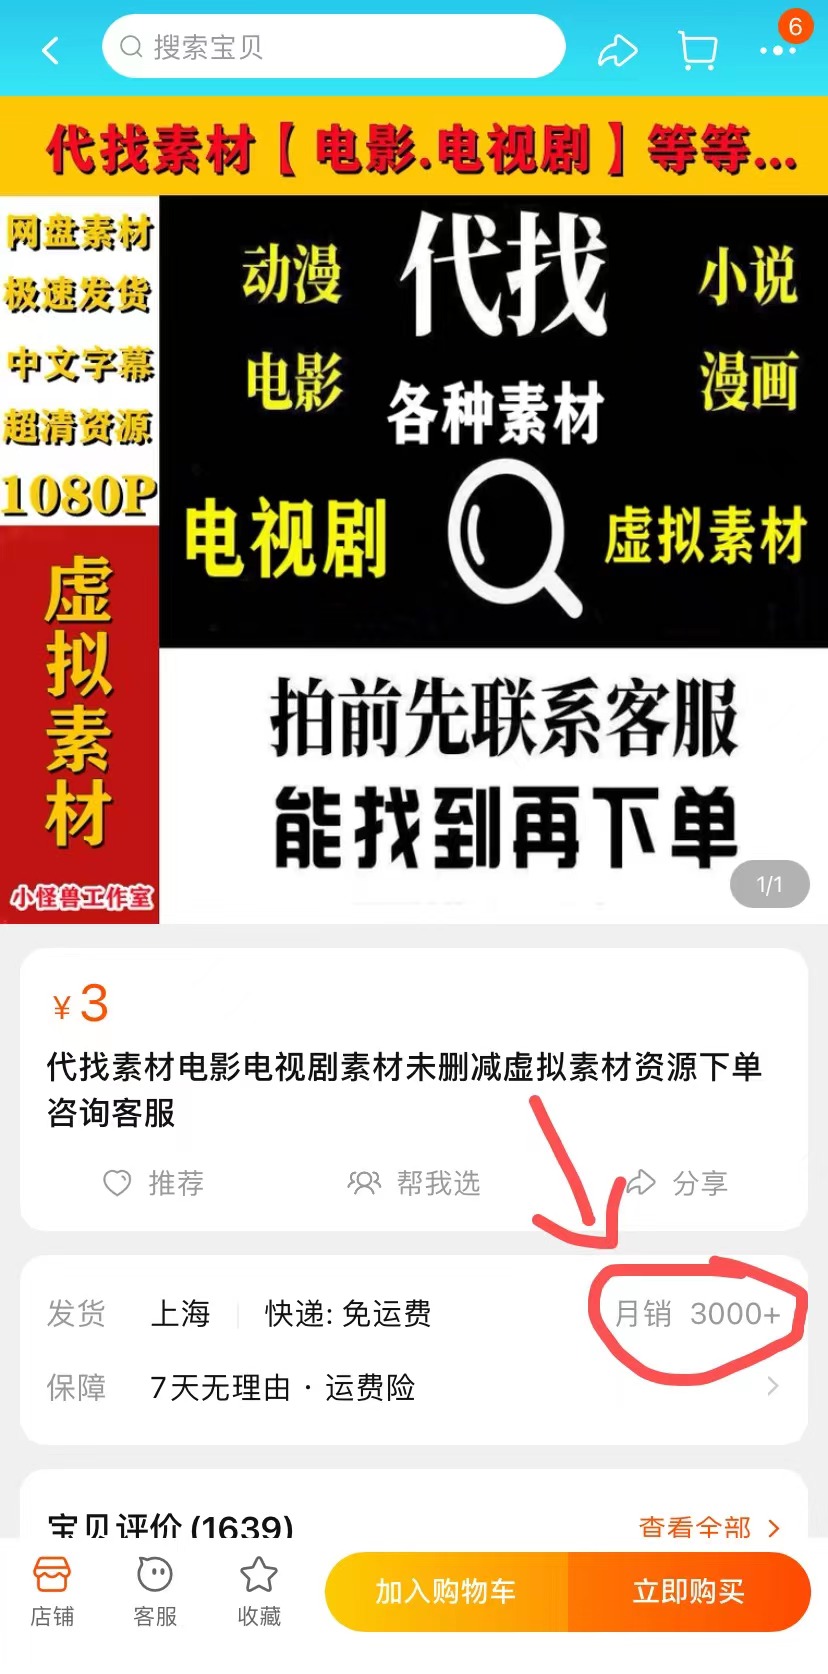 搜索宝贝
6
代找素材【电影.电视剧】等等...
网盘素材
极速发货
中文字幕
超清资源
1080P
虚拟素材
小怪兽工作室
动漫
代找
小说
电影
各种素材
漫画
电视剧
虚拟素材
拍前先联系客服
能找到再下单
1/1
¥3
代找素材电影电视剧素材未删减虚拟素材资源下单
咨询客服
推荐
帮我选
分享
发货 上海 快递: 免运费 月销 3000+
保障 7天无理由 · 运费险
宝贝评价 (1639) 查看全部
店铺
客服
收藏
加入购物车
立即购买